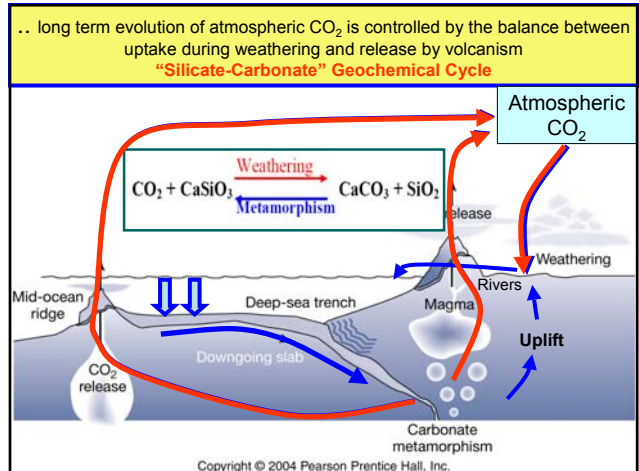 .. long term evolution of atmospheric CO₂ is controlled by the balance between
uptake during weathering and release by volcanism
“Silicate-Carbonate” Geochemical Cycle
Atmospheric
CO₂
Weathering
CO₂ + CaSiO₃ CaCO₃ + SiO₂
Metamorphism
release
Weathering
Rivers
Mid-ocean
ridge
Deep-sea trench
Magma
Downgoing slab
Uplift
CO₂
release
Carbonate
metamorphism
Copyright © 2004 Pearson Prentice Hall, Inc.